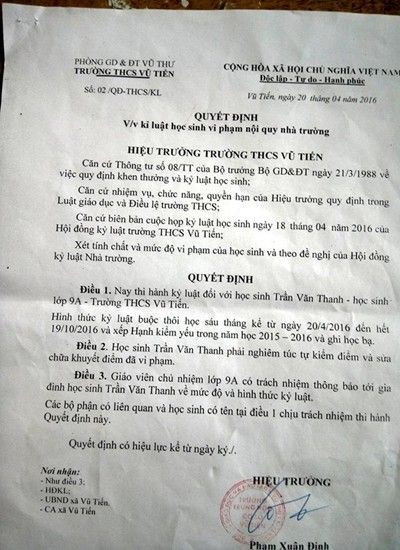 PHÒNG GD & ĐT VŨ THƯ
TRƯỜNG THCS VŨ TIẾN
Số: 02 /QĐ-THCS/KL
CỘNG HÒA XÃ HỘI CHỦ NGHĨA VIỆT NAM
Độc lập - Tự do - Hạnh phúc
Vũ Tiến, ngày 20 tháng 04 năm 2016
QUYẾT ĐỊNH
V/v kỉ luật học sinh vi phạm nội quy nhà trường
HIỆU TRƯỞNG TRƯỜNG THCS VŨ TIẾN
Căn cứ Thông tư số 08/TT của Bộ trưởng Bộ GD&ĐT ngày 21/3/1988 về
việc quy định khen thưởng và kỷ luật học sinh;
Căn cứ nhiệm vụ, chức năng, quyền hạn của Hiệu trưởng quy định trong
Luật giáo dục và Điều lệ trường THCS;
Căn cứ biên bản cuộc họp kỷ luật học sinh ngày 18 tháng 04 năm 2016 của
Hội đồng kỷ luật trường THCS Vũ Tiến;
Xét tính chất và mức độ vi phạm của học sinh và theo đề nghị của Hội đồng
kỷ luật Nhà trường.
QUYẾT ĐỊNH
Điều 1. Nay thi hành kỷ luật đối với học sinh Trần Văn Thanh - học sinh
lớp 9A - Trường THCS Vũ Tiến.
Hình thức kỷ luật buộc thôi học sáu tháng kể từ ngày 20/4/2016 đến hết
19/10/2016 và xếp Hạnh kiểm yếu trong năm học 2015 – 2016 và ghi học bạ.
Điều 2. Học sinh Trần Văn Thanh phải nghiêm túc tự kiểm điểm và sửa
chữa khuyết điểm đã vi phạm.
Điều 3. Giáo viên chủ nhiệm lớp 9A có trách nhiệm thông báo tới gia
đình học sinh Trần Văn Thanh về mức độ và hình thức kỷ luật.
Các bộ phận có liên quan và học sinh có tên tại điều 1 chịu trách nhiệm thi hành
Quyết định này.
Quyết định có hiệu lực kể từ ngày ký./.
Nơi nhận:
- Như điều 3;
- HĐKL;
- UBND xã Vũ Tiến.
- CA xã Vũ Tiến
HIỆU TRƯỞNG
TRƯỜNG
Phạm Xuân Định